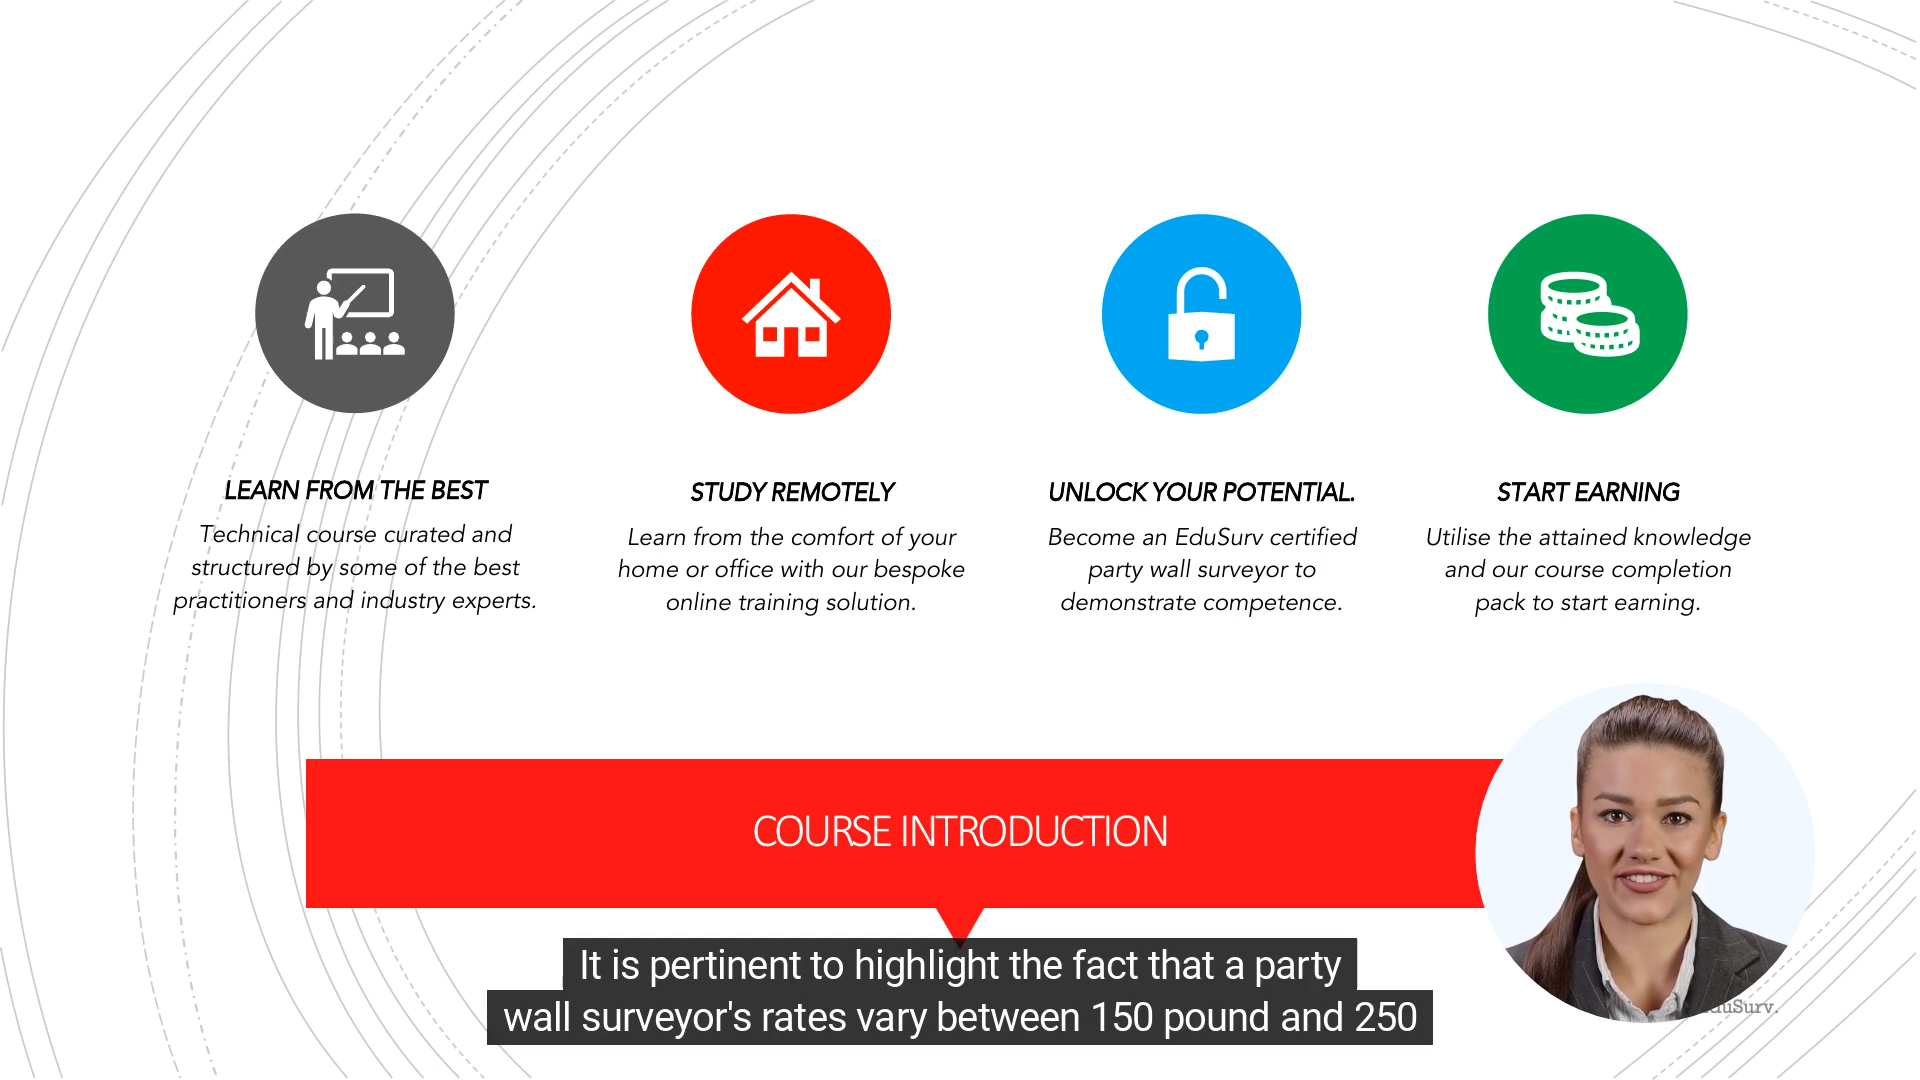 LEARN FROM THE BEST
Technical course curated and
structured by some of the best
practitioners and industry experts.
STUDY REMOTELY
Learn from the comfort of your
home or office with our bespoke
online training solution.
UNLOCK YOUR POTENTIAL.
Become an EduSurv certified
party wall surveyor to
demonstrate competence.
START EARNING
Utilise the attained knowledge
and our course completion
pack to start earning.
COURSE INTRODUCTION
It is pertinent to highlight the fact that a party
wall surveyor's rates vary between 150 pound and 250